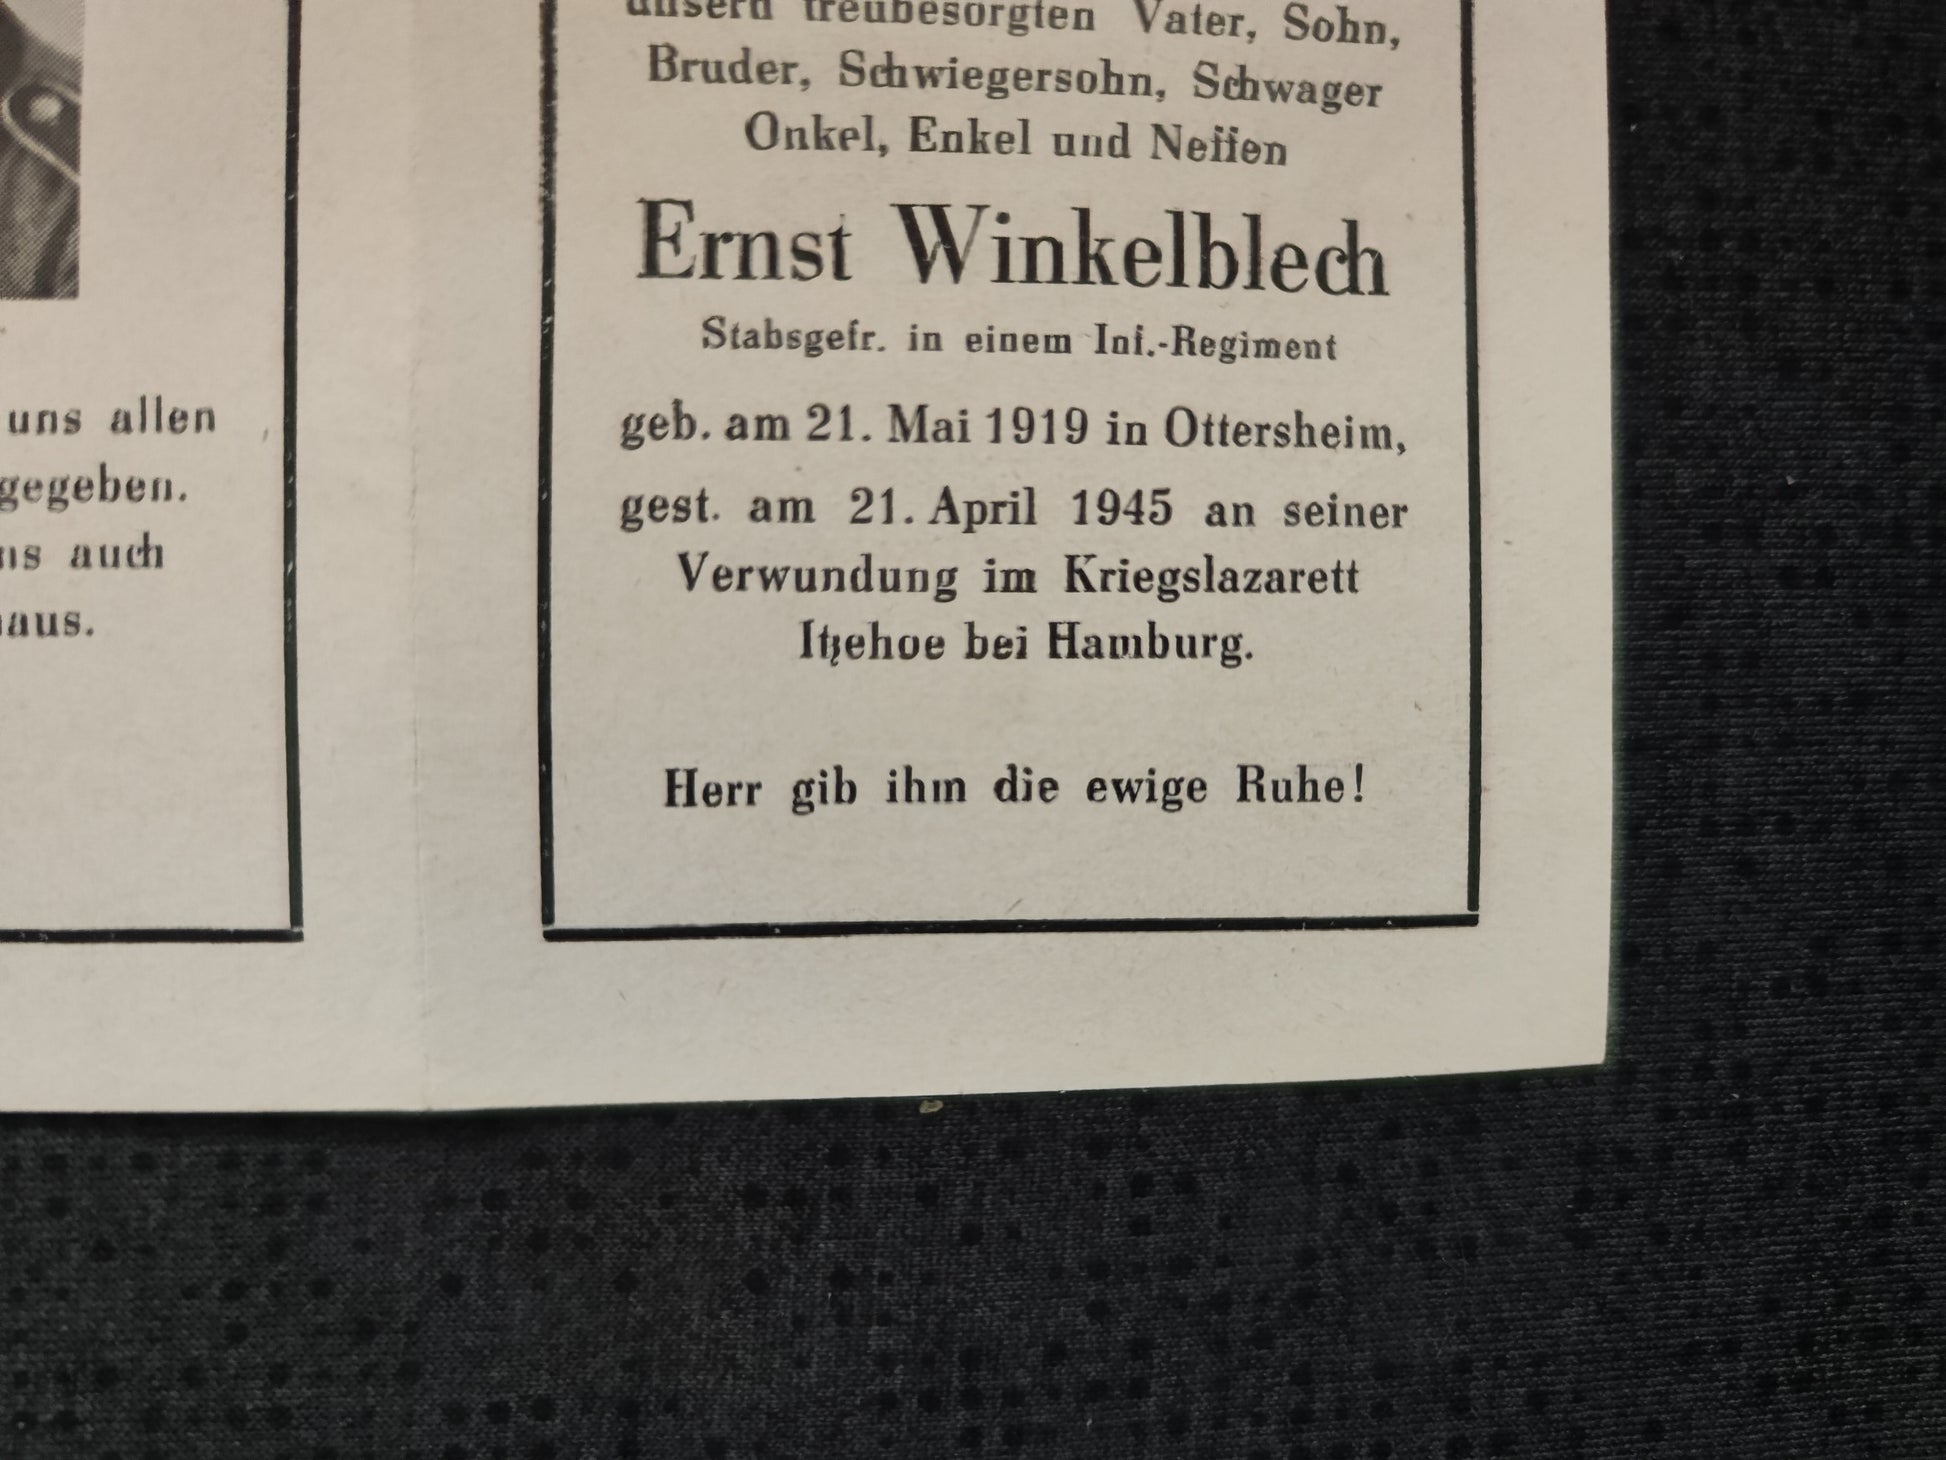 uns allen
gegeben.
auch
unsern treubesorgten Vater, Sohn,
Bruder, Schwiegersohn, Schwager
Onkel, Enkel und Neffen
Ernst Winkelblech
Stabsgefr. in einem Inf.-Regiment
geb. am 21. Mai 1919 in Ottersheim,
gest. am 21. April 1945 an seiner
Verwundung im Kriegslazarett
Itzehoe bei Hamburg.
Herr gib ihm die ewige Ruhe!